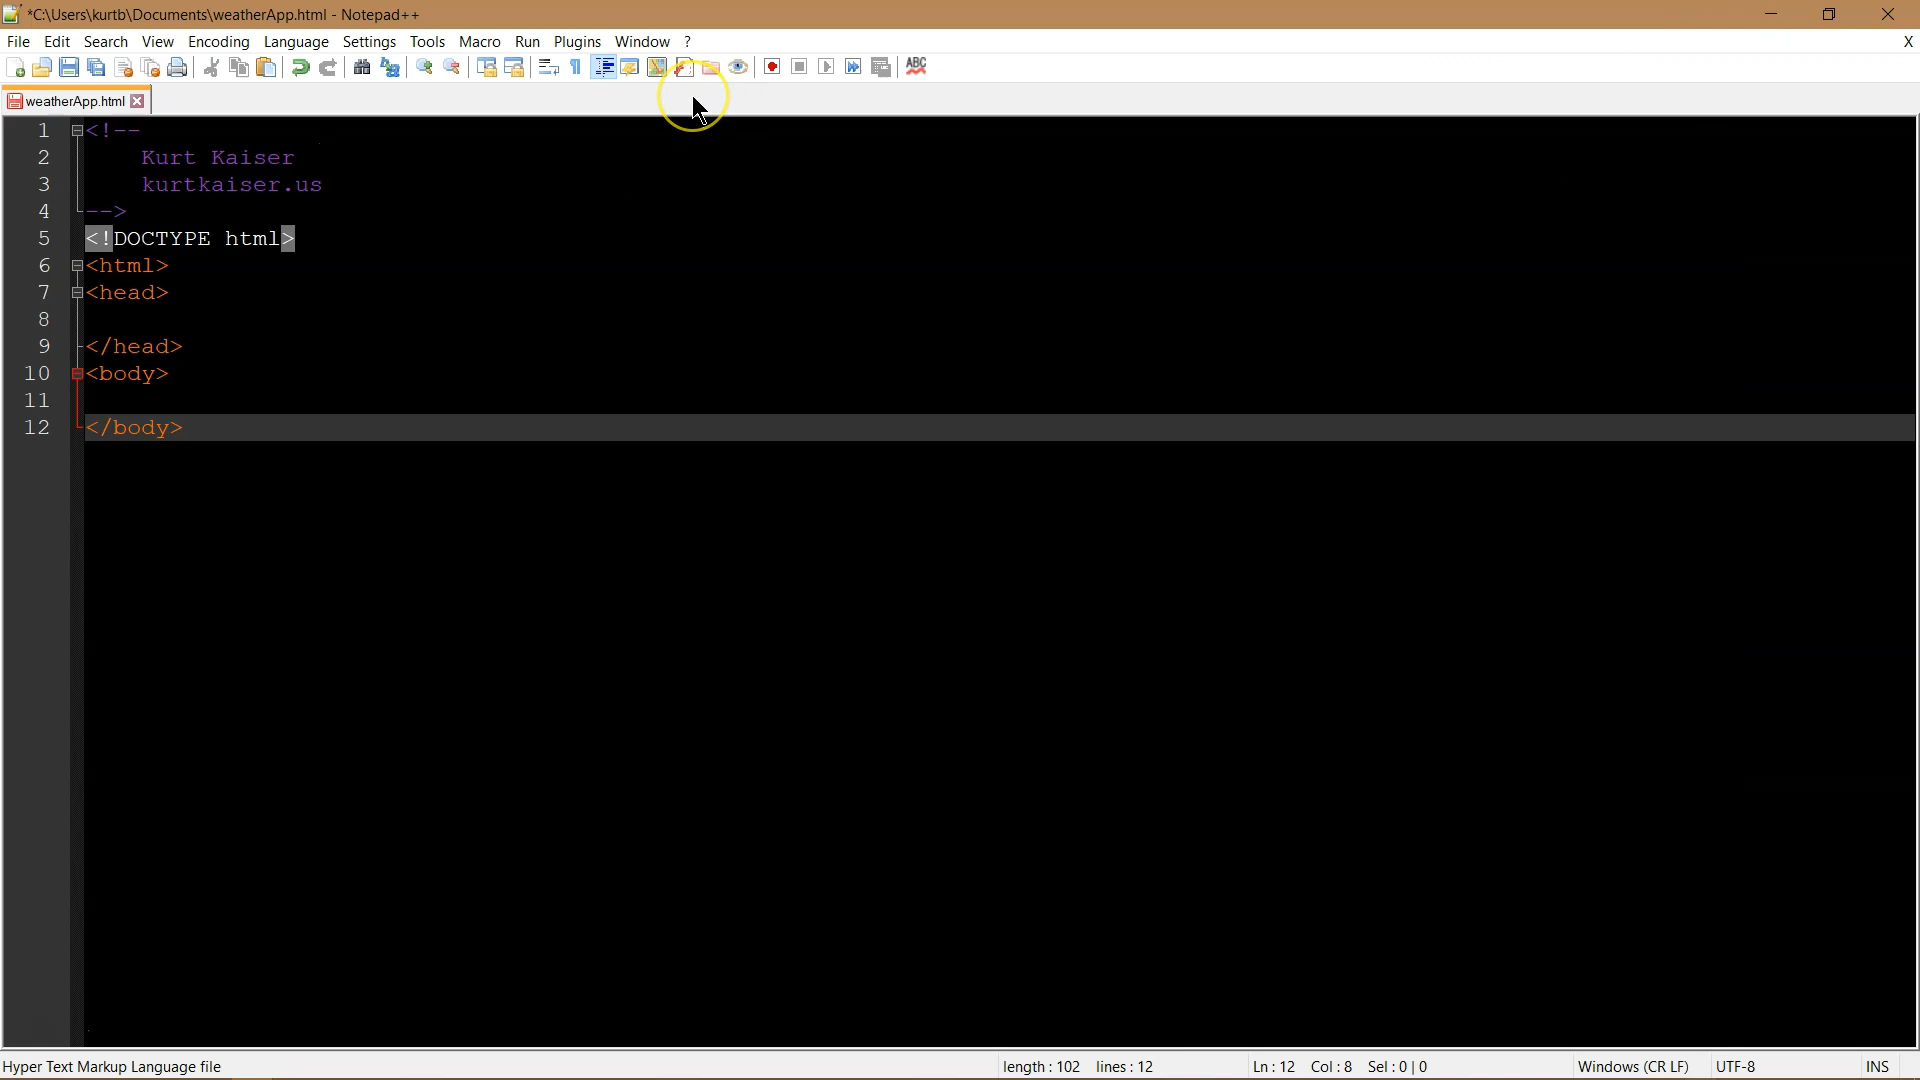 *C:\Users\kurtb\Documents\weatherApp.html - Notepad++
File Edit Search View Encoding Language Settings Tools Macro Run Plugins Window ? X
ABC
weatherApp.html
1 <!--
2 Kurt Kaiser
3 kurtkaiser.us
4 -->
5 <!DOCTYPE html>
6 <html>
7 <head>
8
9 </head>
10 <body>
11
12 </body>
Hyper Text Markup Language file length : 102 lines : 12 Ln : 12 Col : 8 Sel : 0 | 0 Windows (CR LF) UTF-8 INS